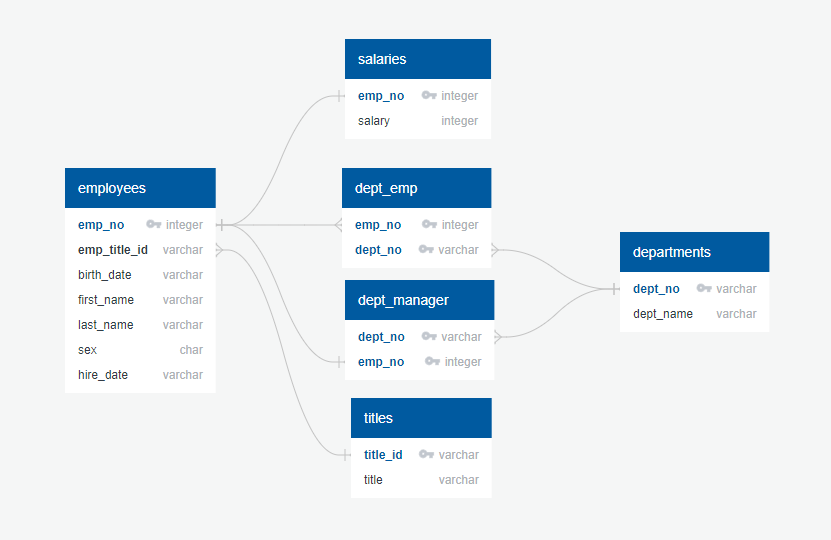 salaries
emp_no integer
salary integer
employees
emp_no integer
emp_title_id varchar
birth_date varchar
first_name varchar
last_name varchar
sex char
hire_date varchar
dept_emp
emp_no integer
dept_no varchar
dept_manager
dept_no varchar
emp_no integer
titles
title_id varchar
title varchar
departments
dept_no varchar
dept_name varchar